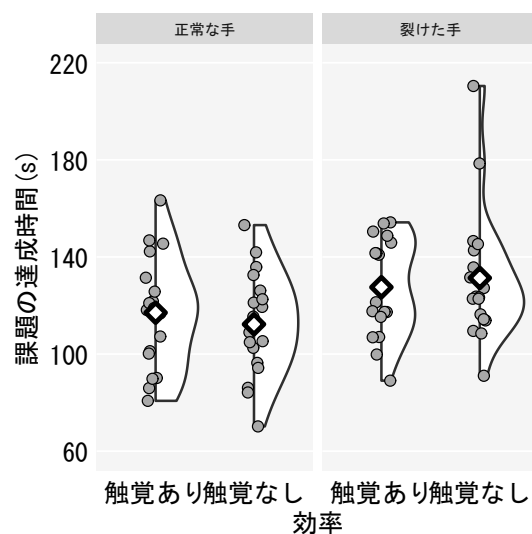 正常な手
裂けた手
課題の達成時間(s)
220
180
140
100
60
触覚あり触覚なし
触覚あり触覚なし
効率